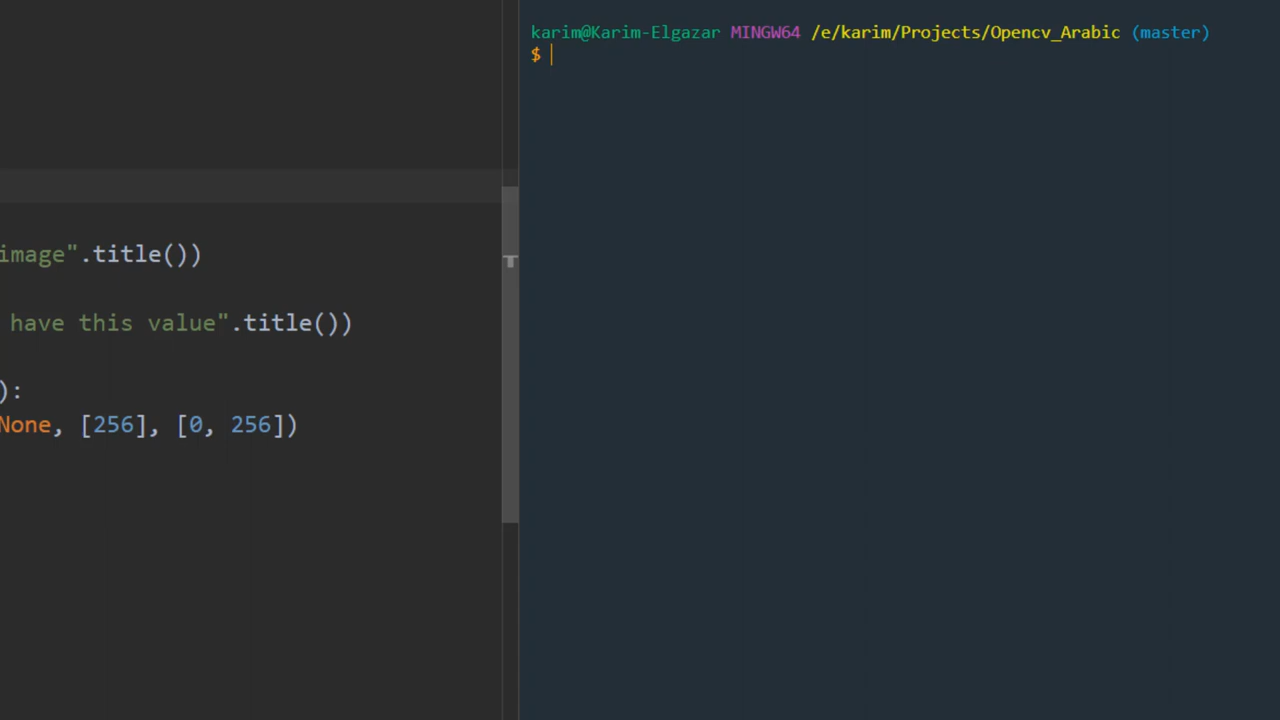 image".title())
have this value".title())
):
None, [256], [0, 256])
karim@Karim-Elgazar MINGW64 /e/karim/Projects/Opencv_Arabic (master)
$